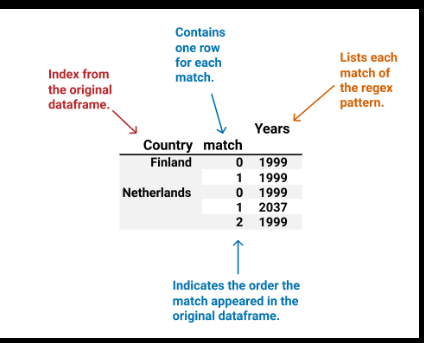 Contains
one row
for each
match.
Index from
the original
dataframe.
Lists each
match of
the regex
pattern.
Years
Country match
Finland 0 1999
1 1999
Netherlands 0 1999
1 2037
2 1999
Indicates the order the
match appeared in the
original dataframe.